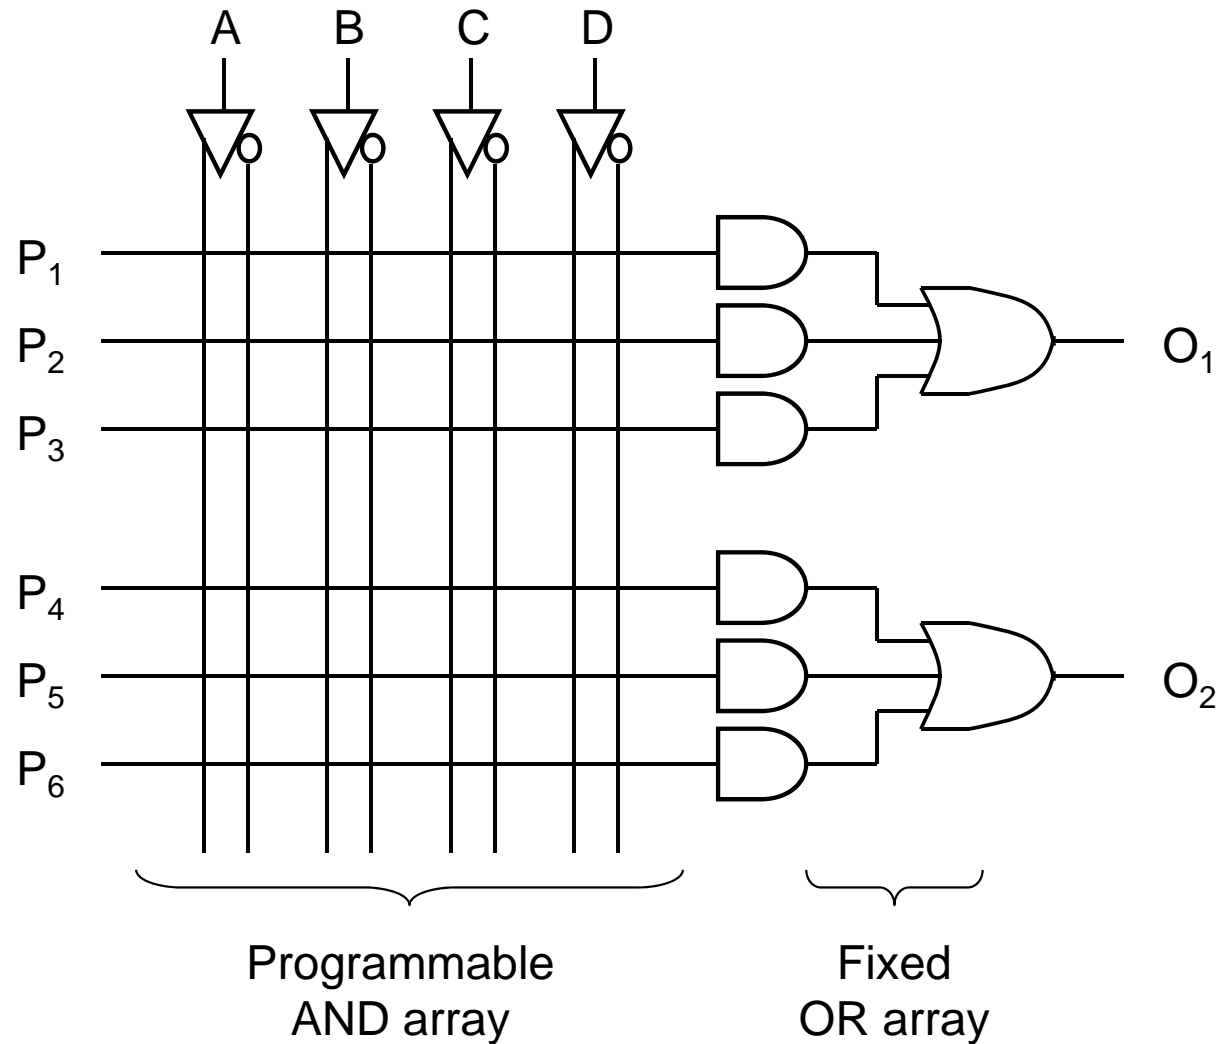 A B C D
P1
P2
O1
P3
P4
P5
O2
P6
Programmable
AND array
Fixed
OR array